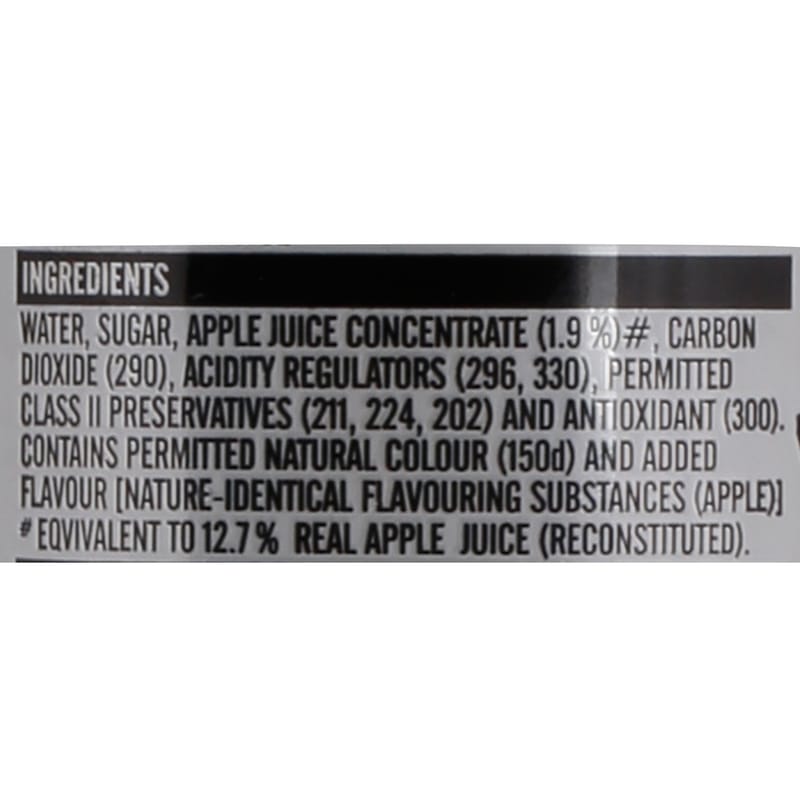 INGREDIENTS
WATER, SUGAR, APPLE JUICE CONCENTRATE (1.9 %)#, CARBON
DIOXIDE (290), ACIDITY REGULATORS (296, 330), PERMITTED
CLASS II PRESERVATIVES (211, 224, 202) AND ANTIOXIDANT (300).
CONTAINS PERMITTED NATURAL COLOUR (150d) AND ADDED
FLAVOUR [NATURE-IDENTICAL FLAVOURING SUBSTANCES (APPLE)]
# EQVIVALENT TO 12.7 % REAL APPLE JUICE (RECONSTITUTED).